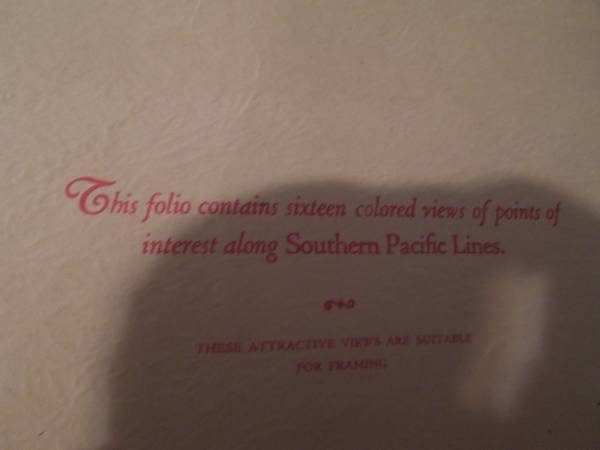 This folio contains sixteen colored views of points of
interest along Southern Pacific Lines.
THESE ATTRACTIVE VIEWS ARE SUITABLE
FOR FRAMING